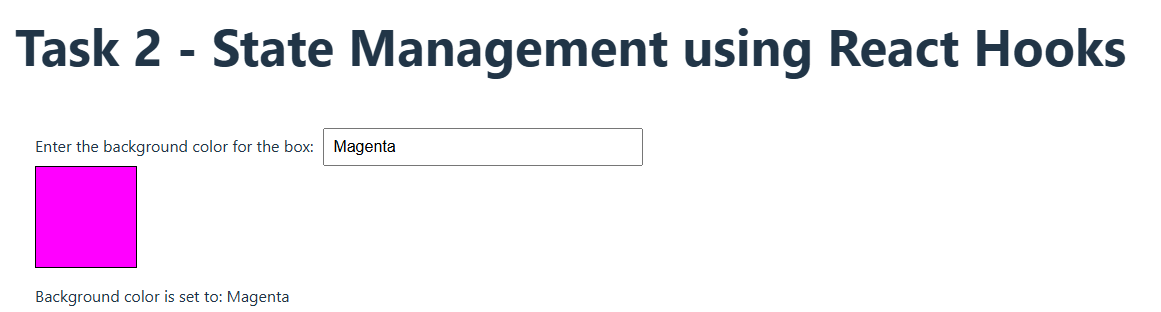 Task 2 - State Management using React Hooks
Enter the background color for the box: Magenta
Background color is set to: Magenta